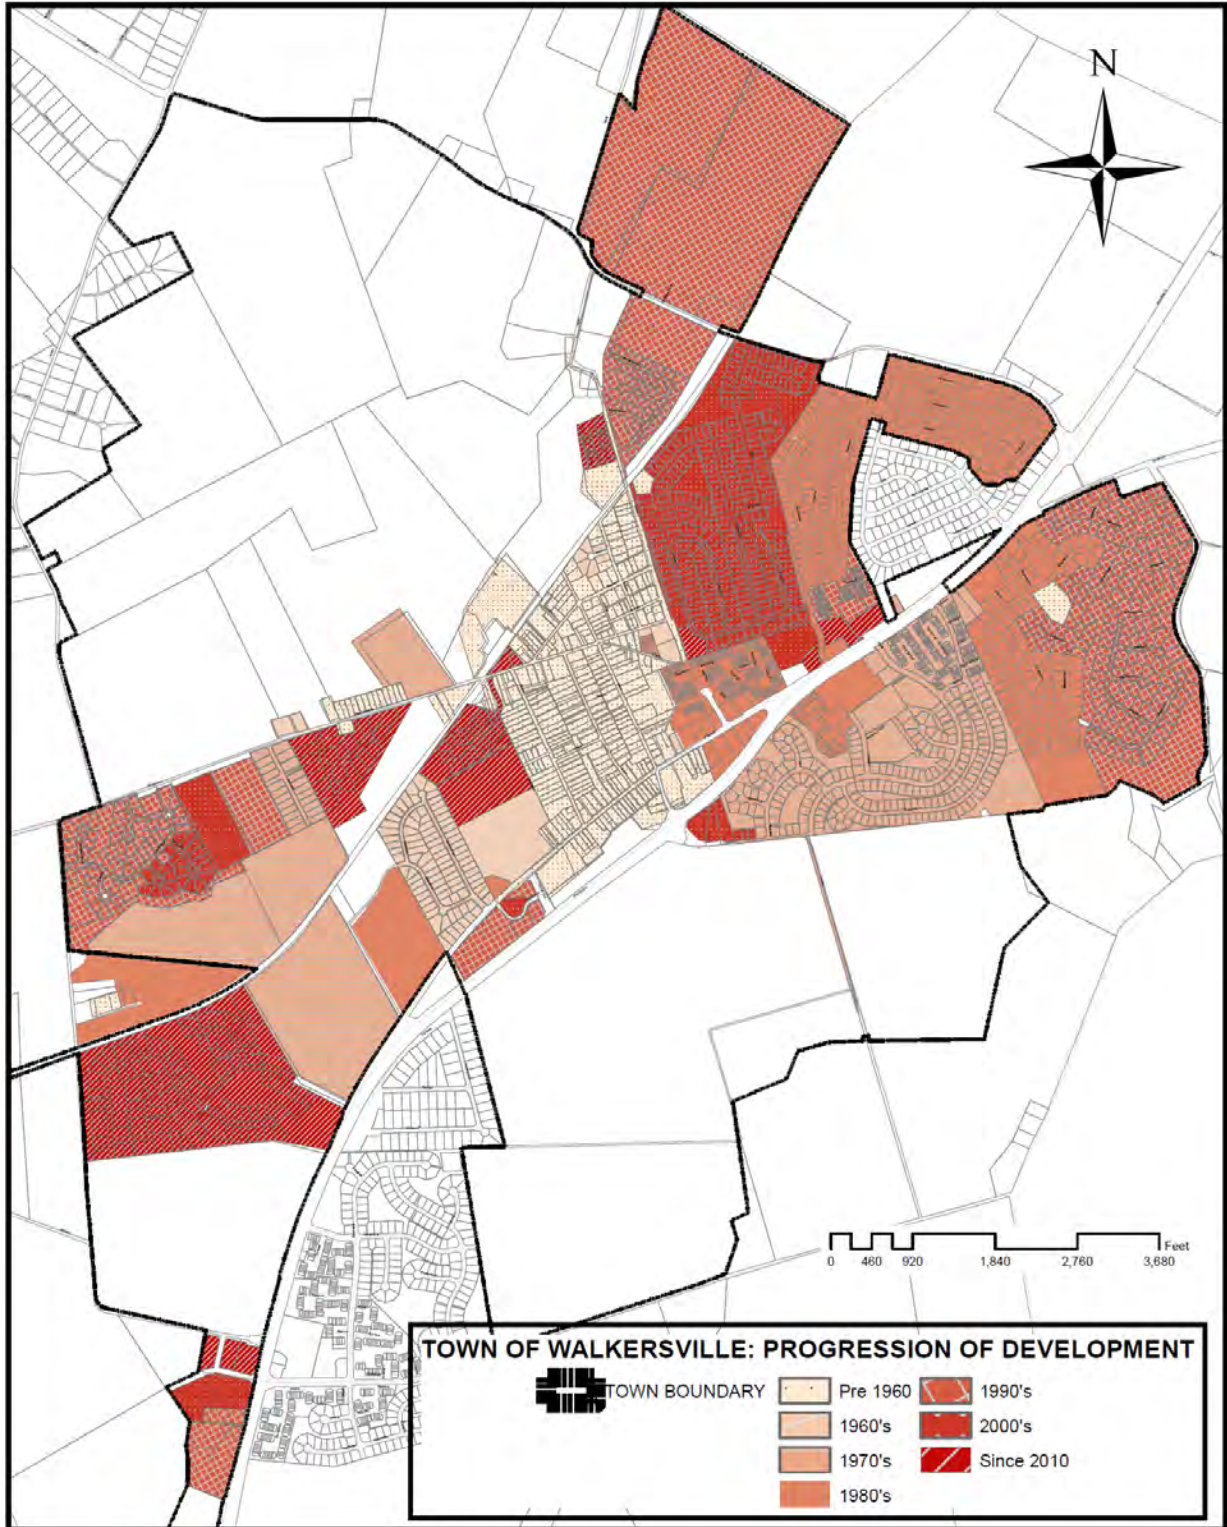 N
Feet
0 460 920 1,840 2,760 3,680
TOWN OF WALKERSVILLE: PROGRESSION OF DEVELOPMENT
TOWN BOUNDARY
Pre 1960
1960's
1970's
1980's
1990's
2000's
Since 2010